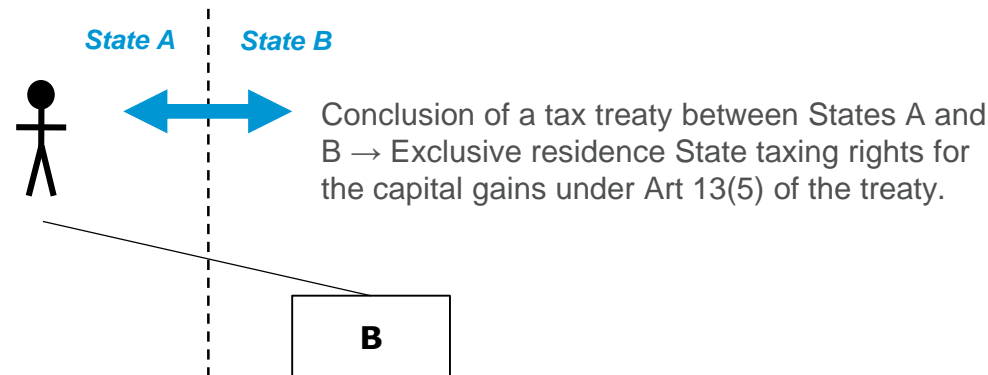 State A
State B
Conclusion of a tax treaty between States A and
B → Exclusive residence State taxing rights for
the capital gains under Art 13(5) of the treaty.
B